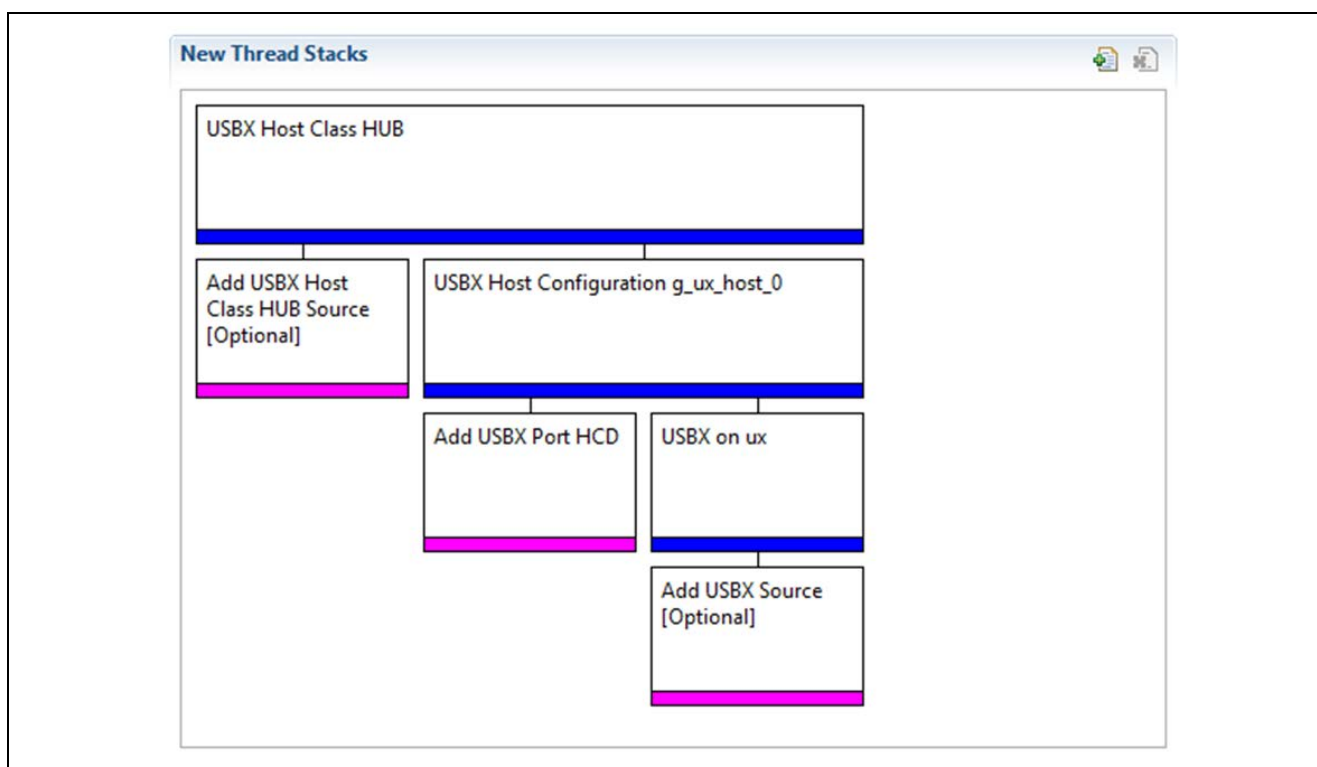 New Thread Stacks
USBX Host Class HUB
Add USBX Host
Class HUB Source
[Optional]
USBX Host Configuration g_ux_host_0
Add USBX Port HCD
USBX on ux
Add USBX Source
[Optional]